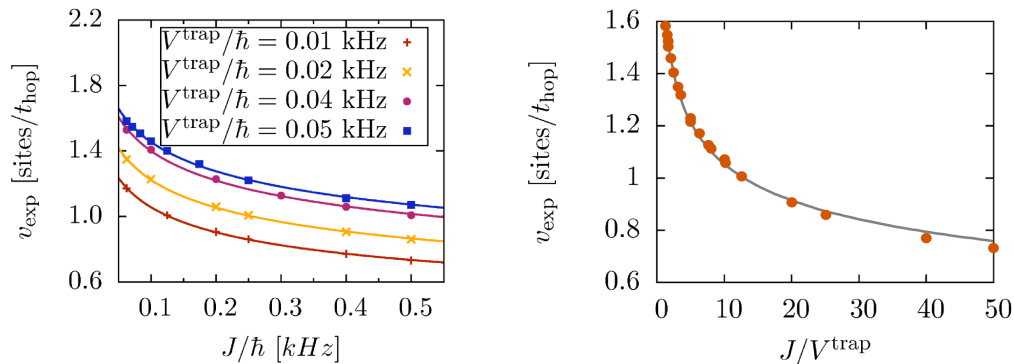 2.2
1.8
1.4
1.0
0.6
v_exp [sites/t_hop]
V^trap/ħ = 0.01 kHz
V^trap/ħ = 0.02 kHz
V^trap/ħ = 0.04 kHz
V^trap/ħ = 0.05 kHz
0.1 0.2 0.3 0.4 0.5
J/ħ [kHz]
1.6
1.4
1.2
1.0
0.8
0.6
v_exp [sites/t_hop]
0 10 20 30 40 50
J/V^trap